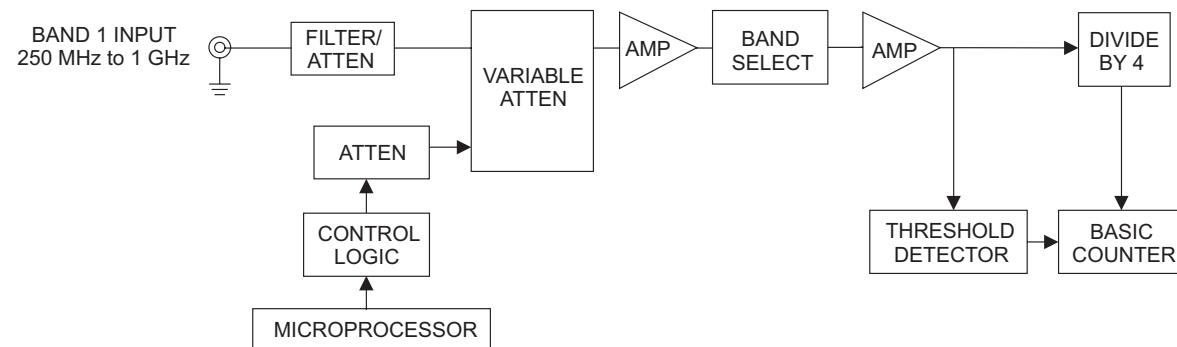 BAND 1 INPUT
250 MHz to 1 GHz
FILTER/
ATTEN
VARIABLE
ATTEN
AMP
BAND
SELECT
AMP
DIVIDE
BY 4
ATTEN
CONTROL
LOGIC
THRESHOLD
DETECTOR
BASIC
COUNTER
MICROPROCESSOR